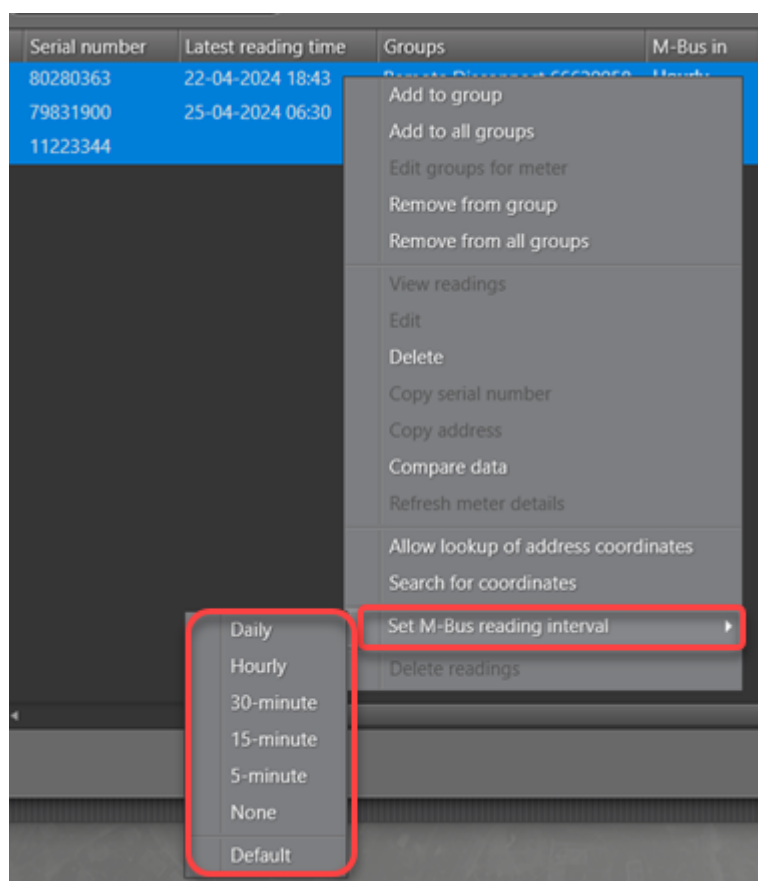 Serial number Latest reading time Groups M-Bus in
80280363 22-04-2024 18:43
79831900 25-04-2024 06:30
11223344
Add to group
Add to all groups
Edit groups for meter
Remove from group
Remove from all groups
View readings
Edit
Delete
Copy serial number
Copy address
Compare data
Refresh meter details
Allow lookup of address coordinates
Search for coordinates
Set M-Bus reading interval
Delete readings
Daily
Hourly
30-minute
15-minute
5-minute
None
Default